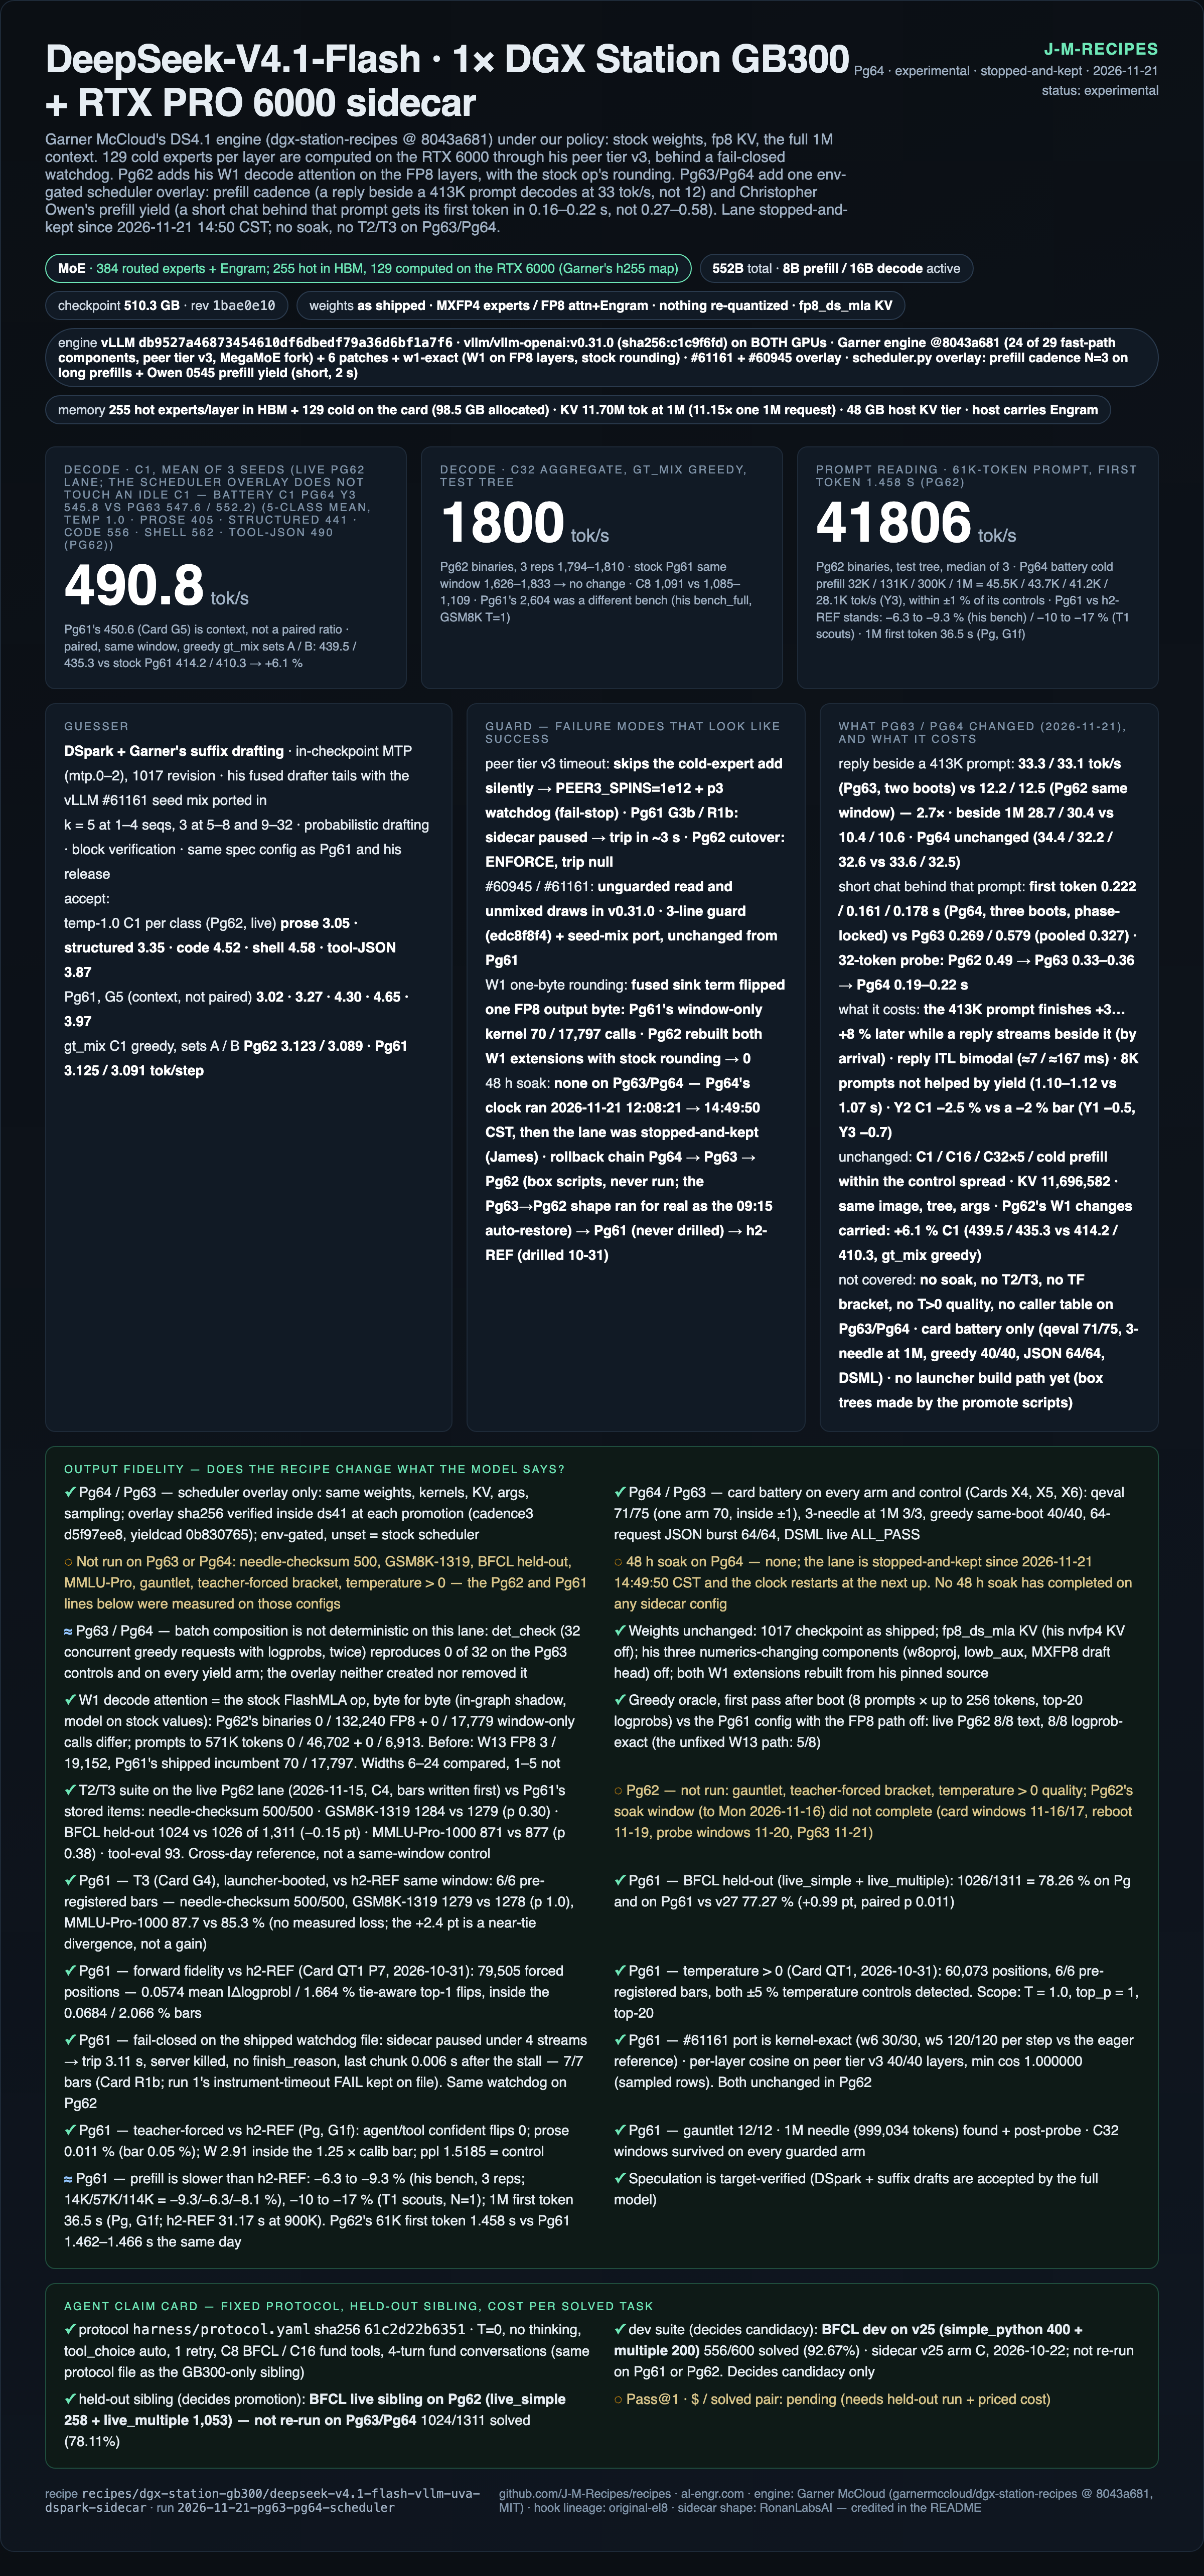 DeepSeek-V4.1-Flash · 1× DGX Station GB300
+ RTX PRO 6000 sidecar
J-M-RECIPES
Pg64 · experimental · stopped-and-kept · 2026-11-21
status: experimental
Garner McCloud's DS4.1 engine (dgx-station-recipes @ 8043a681) under our policy: stock weights, fp8 KV, the full 1M
context. 129 cold experts per layer are computed on the RTX 6000 through his peer tier v3, behind a fail-closed
watchdog. Pg62 adds his W1 decode attention on the FP8 layers, with the stock op's rounding. Pg63/Pg64 add one env-
gated scheduler overlay: prefill cadence (a reply beside a 413K prompt decodes at 33 tok/s, not 12) and Christopher
Owen's prefill yield (a short chat behind that prompt gets its first token in 0.16–0.22 s, not 0.27–0.58). Lane stopped-and-
kept since 2026-11-21 14:50 CST; no soak, no T2/T3 on Pg63/Pg64.
MoE · 384 routed experts + Engram; 255 hot in HBM, 129 computed on the RTX 6000 (Garner's h255 map)
552B total · 8B prefill / 16B decode active
checkpoint 510.3 GB · rev 1bae0e10
weights as shipped · MXFP4 experts / FP8 attn+Engram · nothing re-quantized · fp8_ds_mla KV
engine vLLM db9527a46873454610df6dbedf79a36d6bf1a7f6 · vllm/vllm-openai:v0.31.0 (sha256:c1c9f6fd) on BOTH GPUs · Garner engine @8043a681 (24 of 29 fast-path
components, peer tier v3, MegaMoE fork) + 6 patches + w1-exact (W1 on FP8 layers, stock rounding) · #61161 + #60945 overlay · scheduler.py overlay: prefill cadence N=3 on
long prefills + Owen 0545 prefill yield (short, 2 s)
memory 255 hot experts/layer in HBM + 129 cold on the card (98.5 GB allocated) · KV 11.70M tok at 1M (11.15× one 1M request) · 48 GB host KV tier · host carries Engram
DECODE · C1, MEAN OF 3 SEEDS (LIVE PG62
LANE; THE SCHEDULER OVERLAY DOES NOT
TOUCH AN IDLE C1 — BATTERY C1 PG64 Y3
545.8 VS PG63 547.6 / 552.2) (5-CLASS MEAN,
TEMP 1.0 · PROSE 405 · STRUCTURED 441 ·
CODE 556 · SHELL 562 · TOOL-JSON 490
(PG62))
490.8 tok/s
Pg61's 450.6 (Card G5) is context, not a paired ratio ·
paired, same window, greedy gt_mix sets A / B: 439.5 /
435.3 vs stock Pg61 414.2 / 410.3 → +6.1 %
DECODE · C32 AGGREGATE, GT_MIX GREEDY,
TEST TREE
1800 tok/s
Pg62 binaries, 3 reps 1,794–1,810 · stock Pg61 same
window 1,626–1,833 → no change · C8 1,091 vs 1,085–
1,109 · Pg61's 2,604 was a different bench (his bench_full,
GSM8K T=1)
PROMPT READING · 61K-TOKEN PROMPT, FIRST
TOKEN 1.458 S (PG62)
41806 tok/s
Pg62 binaries, test tree, median of 3 · Pg64 battery cold
prefill 32K / 131K / 300K / 1M = 45.5K / 43.7K / 41.2K /
28.1K tok/s (Y3), within ±1 % of its controls · Pg61 vs h2-
REF stands: −6.3 to −9.3 % (his bench) / −10 to −17 % (T1
scouts) · 1M first token 36.5 s (Pg, G1f)
GUESSER
DSpark + Garner's suffix drafting · in-checkpoint MTP
(mtp.0–2), 1017 revision · his fused drafter tails with the
vLLM #61161 seed mix ported in
k = 5 at 1–4 seqs, 3 at 5–8 and 9–32 · probabilistic drafting
· block verification · same spec config as Pg61 and his
release
accept:
temp-1.0 C1 per class (Pg62, live) prose 3.05 ·
structured 3.35 · code 4.52 · shell 4.58 · tool-JSON
3.87
Pg61, G5 (context, not paired) 3.02 · 3.27 · 4.30 · 4.65 ·
3.97
gt_mix C1 greedy, sets A / B Pg62 3.123 / 3.089 · Pg61
3.125 / 3.091 tok/step
GUARD — FAILURE MODES THAT LOOK LIKE
SUCCESS
peer tier v3 timeout: skips the cold-expert add
silently → PEER3_SPINS=1e12 + p3
watchdog (fail-stop) · Pg61 G3b / R1b:
sidecar paused → trip in ~3 s · Pg62 cutover:
ENFORCE, trip null
#60945 / #61161: unguarded read and
unmixed draws in v0.31.0 · 3-line guard
(edc8f8f4) + seed-mix port, unchanged from
Pg61
W1 one-byte rounding: fused sink term flipped
one FP8 output byte: Pg61's window-only
kernel 70 / 17,797 calls · Pg62 rebuilt both
W1 extensions with stock rounding → 0
48 h soak: none on Pg63/Pg64 — Pg64's
clock ran 2026-11-21 12:08:21 → 14:49:50
CST, then the lane was stopped-and-kept
(James) · rollback chain Pg64 → Pg63 →
Pg62 (box scripts, never run; the
Pg63→Pg62 shape ran for real as the 09:15
auto-restore) → Pg61 (never drilled) → h2-
REF (drilled 10-31)
WHAT PG63 / PG64 CHANGED (2026-11-21),
AND WHAT IT COSTS
reply beside a 413K prompt: 33.3 / 33.1 tok/s
(Pg63, two boots) vs 12.2 / 12.5 (Pg62 same
window) — 2.7× · beside 1M 28.7 / 30.4 vs
10.4 / 10.6 · Pg64 unchanged (34.4 / 32.2 /
32.6 vs 33.6 / 32.5)
short chat behind that prompt: first token 0.222
/ 0.161 / 0.178 s (Pg64, three boots, phase-
locked) vs Pg63 0.269 / 0.579 (pooled 0.327) ·
32-token probe: Pg62 0.49 → Pg63 0.33–0.36
→ Pg64 0.19–0.22 s
what it costs: the 413K prompt finishes +3…
+8 % later while a reply streams beside it (by
arrival) · reply ITL bimodal (≈7 / ≈167 ms) · 8K
prompts not helped by yield (1.10–1.12 vs
1.07 s) · Y2 C1 −2.5 % vs a −2 % bar (Y1 −0.5,
Y3 −0.7)
unchanged: C1 / C16 / C32×5 / cold prefill
within the control spread · KV 11,696,582 ·
same image, tree, args · Pg62's W1 changes
carried: +6.1 % C1 (439.5 / 435.3 vs 414.2 /
410.3, gt_mix greedy)
not covered: no soak, no T2/T3, no TF
bracket, no T>0 quality, no caller table on
Pg63/Pg64 · card battery only (qeval 71/75, 3-
needle at 1M, greedy 40/40, JSON 64/64,
DSML) · no launcher build path yet (box
trees made by the promote scripts)
OUTPUT FIDELITY — DOES THE RECIPE CHANGE WHAT THE MODEL SAYS?
✓ Pg64 / Pg63 — scheduler overlay only: same weights, kernels, KV, args,
sampling; overlay sha256 verified inside ds41 at each promotion (cadence3
d5f97ee8, yieldcad 0b830765); env-gated, unset = stock scheduler
✓ Pg64 / Pg63 — card battery on every arm and control (Cards X4, X5, X6): qeval
71/75 (one arm 70, inside ±1), 3-needle at 1M 3/3, greedy same-boot 40/40, 64-
request JSON burst 64/64, DSML live ALL_PASS
○ Not run on Pg63 or Pg64: needle-checksum 500, GSM8K-1319, BFCL held-out,
MMLU-Pro, gauntlet, teacher-forced bracket, temperature > 0 — the Pg62 and Pg61
lines below were measured on those configs
○ 48 h soak on Pg64 — none; the lane is stopped-and-kept since 2026-11-21
14:49:50 CST and the clock restarts at the next up. No 48 h soak has completed on
any sidecar config
≈ Pg63 / Pg64 — batch composition is not deterministic on this lane: det_check (32
concurrent greedy requests with logprobs, twice) reproduces 0 of 32 on the Pg63
controls and on every yield arm; the overlay neither created nor removed it
✓ Weights unchanged: 1017 checkpoint as shipped; fp8_ds_mla KV (his nvfp4 KV
off); his three numerics-changing components (w8oproj, lowb_aux, MXFP8 draft
head) off; both W1 extensions rebuilt from his pinned source
✓ W1 decode attention = the stock FlashMLA op, byte for byte (in-graph shadow,
model on stock values): Pg62's binaries 0 / 132,240 FP8 + 0 / 17,779 window-only
calls differ; prompts to 571K tokens 0 / 46,702 + 0 / 6,913. Before: W13 FP8 3 /
19,152, Pg61's shipped incumbent 70 / 17,797. Widths 6–24 compared, 1–5 not
✓ Greedy oracle, first pass after boot (8 prompts × up to 256 tokens, top-20
logprobs) vs the Pg61 config with the FP8 path off: live Pg62 8/8 text, 8/8 logprob-
exact (the unfixed W13 path: 5/8)
✓ T2/T3 suite on the live Pg62 lane (2026-11-15, C4, bars written first) vs Pg61's
stored items: needle-checksum 500/500 · GSM8K-1319 1284 vs 1279 (p 0.30) ·
BFCL held-out 1024 vs 1026 of 1,311 (−0.15 pt) · MMLU-Pro-1000 871 vs 877 (p
0.38) · tool-eval 93. Cross-day reference, not a same-window control
○ Pg62 — not run: gauntlet, teacher-forced bracket, temperature > 0 quality; Pg62's
soak window (to Mon 2026-11-16) did not complete (card windows 11-16/17, reboot
11-19, probe windows 11-20, Pg63 11-21)
✓ Pg61 — T3 (Card G4), launcher-booted, vs h2-REF same window: 6/6 pre-
registered bars — needle-checksum 500/500, GSM8K-1319 1279 vs 1278 (p 1.0),
MMLU-Pro-1000 87.7 vs 85.3 % (no measured loss; the +2.4 pt is a near-tie
divergence, not a gain)
✓ Pg61 — BFCL held-out (live_simple + live_multiple): 1026/1311 = 78.26 % on Pg
and on Pg61 vs v27 77.27 % (+0.99 pt, paired p 0.011)
✓ Pg61 — forward fidelity vs h2-REF (Card QT1 P7, 2026-10-31): 79,505 forced
positions — 0.0574 mean |Δlogprob| / 1.664 % tie-aware top-1 flips, inside the
0.0684 / 2.066 % bars
✓ Pg61 — temperature > 0 (Card QT1, 2026-10-31): 60,073 positions, 6/6 pre-
registered bars, both ±5 % temperature controls detected. Scope: T = 1.0, top_p = 1,
top-20
✓ Pg61 — fail-closed on the shipped watchdog file: sidecar paused under 4 streams
→ trip 3.11 s, server killed, no finish_reason, last chunk 0.006 s after the stall — 7/7
bars (Card R1b; run 1's instrument-timeout FAIL kept on file). Same watchdog on
Pg62
✓ Pg61 — #61161 port is kernel-exact (w6 30/30, w5 120/120 per step vs the eager
reference) · per-layer cosine on peer tier v3 40/40 layers, min cos 1.000000
(sampled rows). Both unchanged in Pg62
✓ Pg61 — teacher-forced vs h2-REF (Pg, G1f): agent/tool confident flips 0; prose
0.011 % (bar 0.05 %); W 2.91 inside the 1.25 × calib bar; ppl 1.5185 = control
✓ Pg61 — gauntlet 12/12 · 1M needle (999,034 tokens) found + post-probe · C32
windows survived on every guarded arm
≈ Pg61 — prefill is slower than h2-REF: −6.3 to −9.3 % (his bench, 3 reps;
14K/57K/114K = −9.3/−6.3/−8.1 %), −10 to −17 % (T1 scouts, N=1); 1M first token
36.5 s (Pg, G1f; h2-REF 31.17 s at 900K). Pg62's 61K first token 1.458 s vs Pg61
1.462–1.466 s the same day
✓ Speculation is target-verified (DSpark + suffix drafts are accepted by the full
model)
AGENT CLAIM CARD — FIXED PROTOCOL, HELD-OUT SIBLING, COST PER SOLVED TASK
✓ protocol harness/protocol.yaml sha256 61c2d22b6351 · T=0, no thinking,
tool_choice auto, 1 retry, C8 BFCL / C16 fund tools, 4-turn fund conversations (same
protocol file as the GB300-only sibling)
✓ dev suite (decides candidacy): BFCL dev on v25 (simple_python 400 +
multiple 200) 556/600 solved (92.67%) · sidecar v25 arm C, 2026-10-22; not re-run
on Pg61 or Pg62. Decides candidacy only
✓ held-out sibling (decides promotion): BFCL live sibling on Pg62 (live_simple
258 + live_multiple 1,053) — not re-run on Pg63/Pg64 1024/1311 solved
(78.11%)
○ Pass@1 · $ / solved pair: pending (needs held-out run + priced cost)
recipe recipes/dgx-station-gb300/deepseek-v4.1-flash-vllm-uva-
dspark-sidecar · run 2026-11-21-pg63-pg64-scheduler
github.com/J-M-Recipes/recipes · al-engr.com · engine: Garner McCloud (garnermccloud/dgx-station-recipes @ 8043a681,
MIT) · hook lineage: original-el8 · sidecar shape: RonanLabsAI — credited in the README